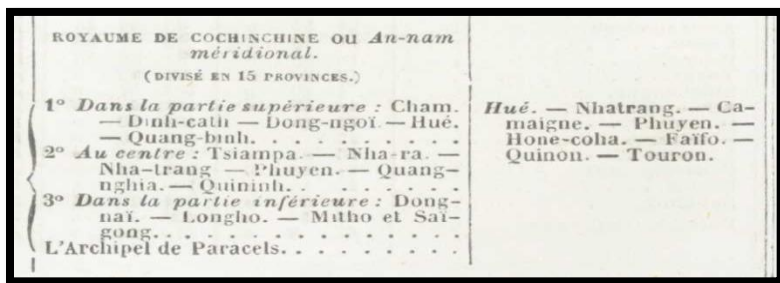 ROYAUME DE COCHINCHINE OU An-nam
méridional.
(DIVISÉ EN 15 PROVINCES.)
1° Dans la partie supérieure : Cham.
— Dinh-cath — Dong-ngoï. — Hué.
— Quang-binh. . . . . . . . .
2° Au centre : Tsiampa. — Nha-ra. —
Nha-trang — Phuyen. — Quang-
nghia. — Quininh. . . . . . . .
3° Dans la partie inférieure : Dong-
naï. — Longho. — Mitho et Saï-
gong. . . . . . . . . . . . .
L'Archipel de Paracels. . . . . . . .
Hué. — Nhatrang. — Ca-
maigne. — Phuyen. —
Hone-coha. — Faïfo. —
Quinon. — Touron.